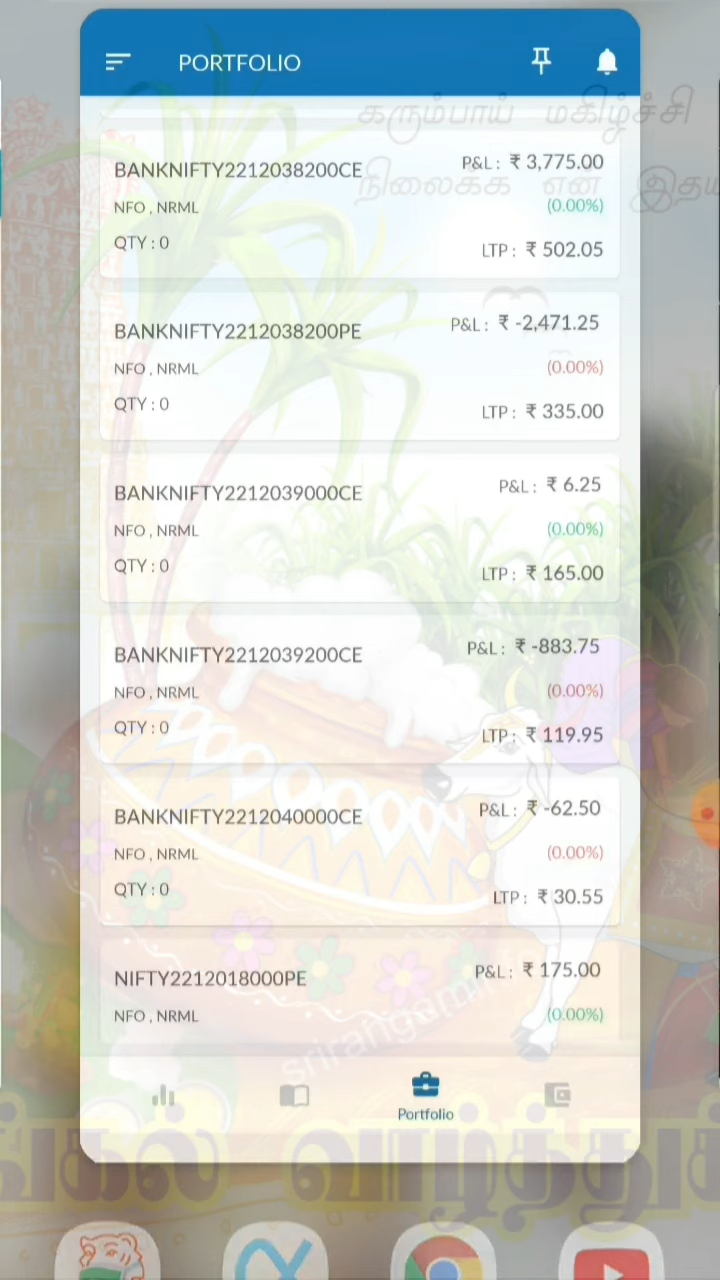 PORTFOLIO
கரும்பாய் மகிழ்ச்சி
நிலைக்க என் இதய
BANKNIFTY2212038200CE
P&L : ₹ 3,775.00
NFO , NRML
(0.00%)
QTY : 0
LTP : ₹ 502.05
BANKNIFTY2212038200PE
P&L : ₹ -2,471.25
NFO , NRML
(0.00%)
QTY : 0
LTP : ₹ 335.00
BANKNIFTY2212039000CE
P&L : ₹ 6.25
NFO , NRML
(0.00%)
QTY : 0
LTP : ₹ 165.00
BANKNIFTY2212039200CE
P&L : ₹ -883.75
NFO , NRML
(0.00%)
QTY : 0
LTP : ₹ 119.95
BANKNIFTY2212040000CE
P&L : ₹ -62.50
NFO , NRML
(0.00%)
QTY : 0
LTP : ₹ 30.55
NIFTY2212018000PE
P&L : ₹ 175.00
NFO , NRML
(0.00%)
Portfolio